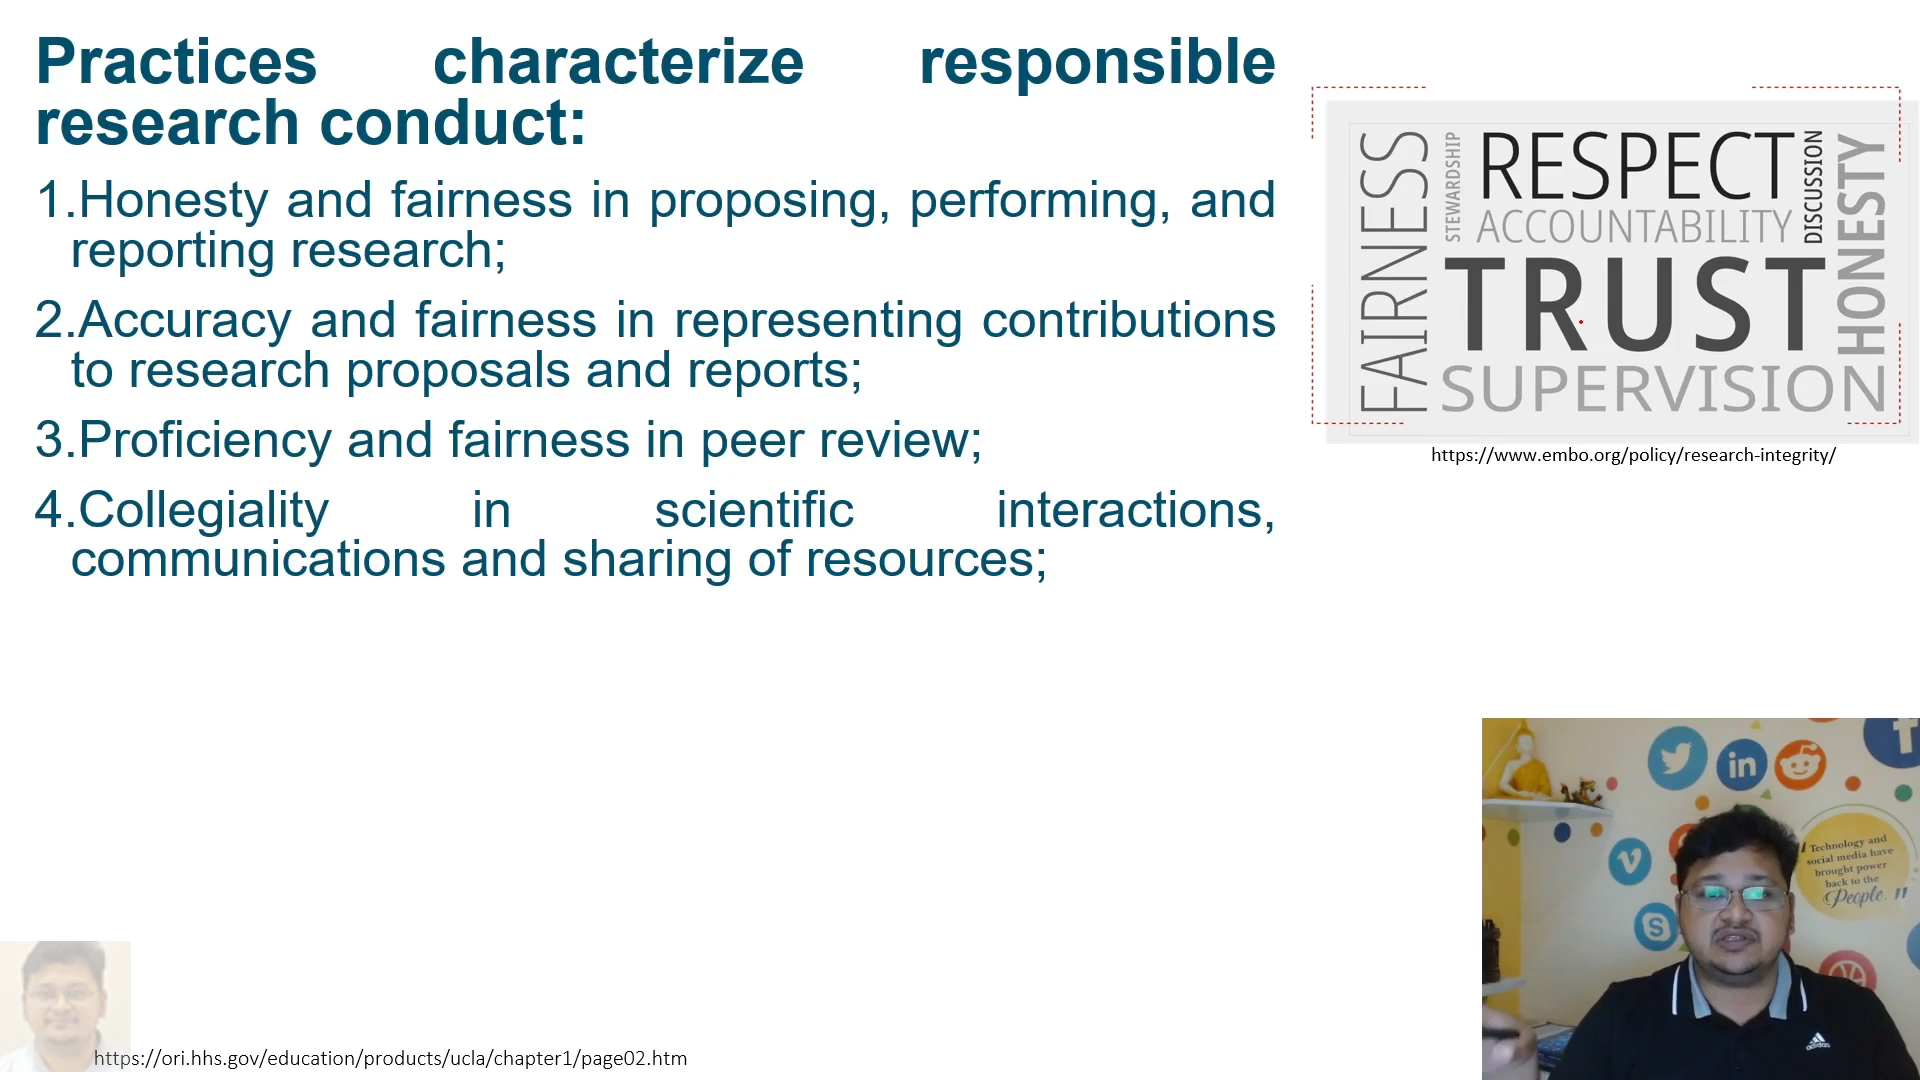 Practices characterize responsible
research conduct:
1.Honesty and fairness in proposing, performing, and
reporting research;
2.Accuracy and fairness in representing contributions
to research proposals and reports;
3.Proficiency and fairness in peer review;
4.Collegiality in scientific interactions,
communications and sharing of resources;
FAIRNESS
STEWARDSHIP
RESPECT
ACCOUNTABILITY
DISCUSSION
HONESTY
TRUST
SUPERVISION
https://www.embo.org/policy/research-integrity/
in
f
"Technology and
social media have
brought power
back to the
People."
adidas
https://ori.hhs.gov/education/products/ucla/chapter1/page02.htm